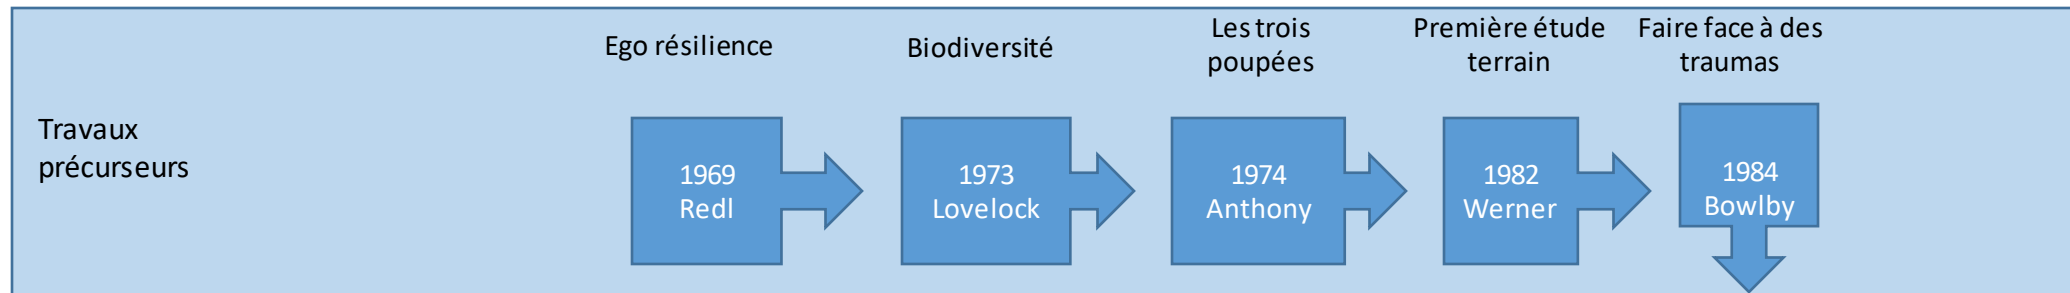 Travaux
précurseurs
Ego résilience
1969
Redl
Biodiversité
1973
Lovelock
Les trois
poupées
1974
Anthony
Première étude
terrain
1982
Werner
Faire face à des
traumas
1984
Bowlby